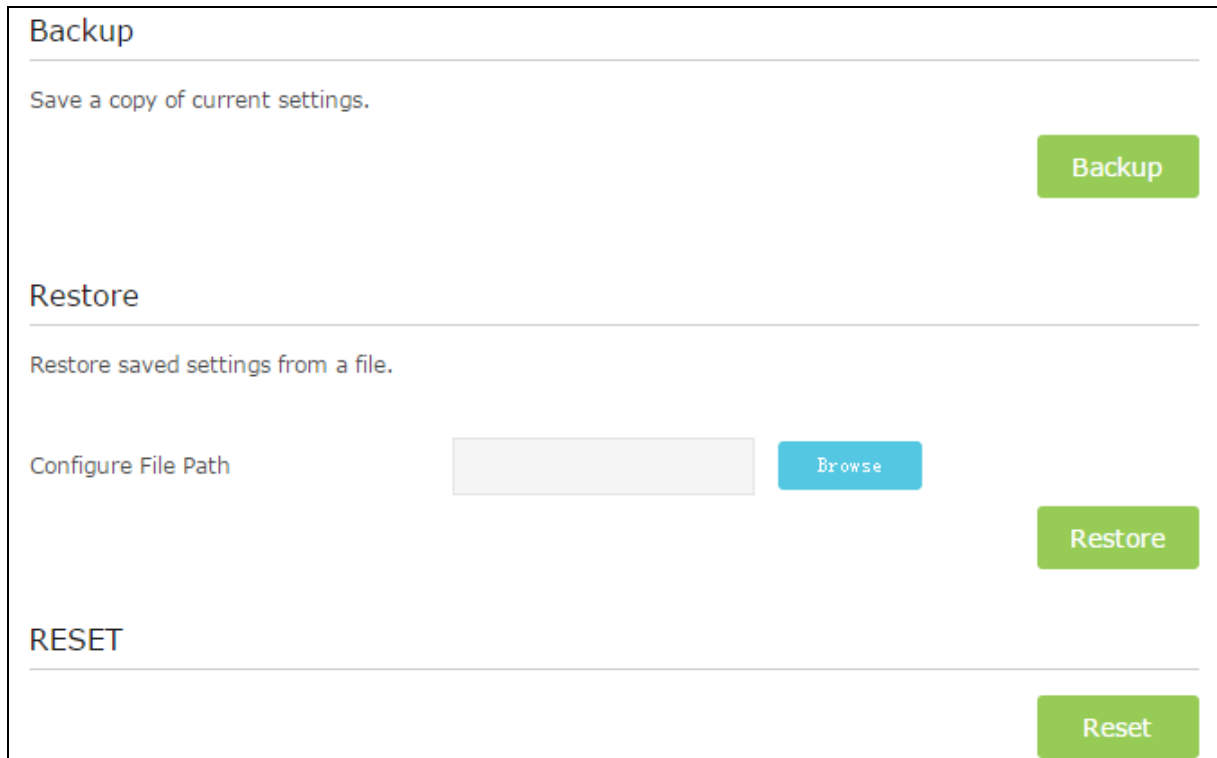 Backup
Save a copy of current settings.
Backup
Restore
Restore saved settings from a file.
Configure File Path
Browse
Restore
RESET
Reset